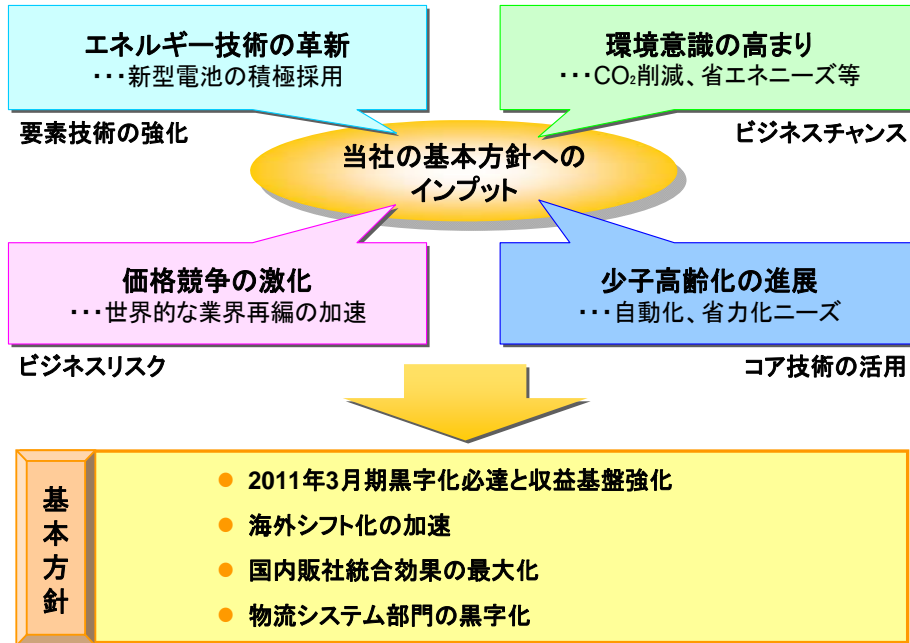 エネルギー技術の革新
・・・新型電池の積極採用
要素技術の強化
環境意識の高まり
・・・CO₂削減、省エネニーズ等
ビジネスチャンス
当社の基本方針への
インプット
価格競争の激化
・・・世界的な業界再編の加速
ビジネスリスク
少子高齢化の進展
・・・自動化、省力化ニーズ
コア技術の活用
基本方針
● 2011年3月期黒字化必達と収益基盤強化
● 海外シフト化の加速
● 国内販社統合効果の最大化
● 物流システム部門の黒字化